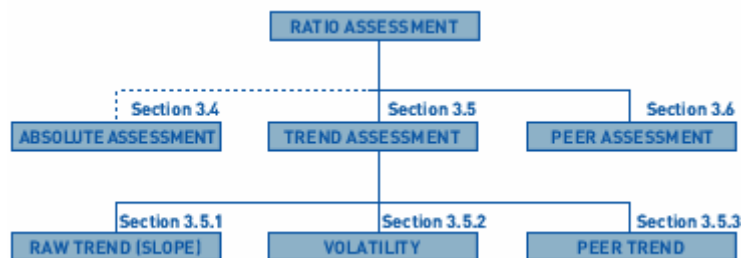 RATIO ASSESSMENT
Section 3.4
Section 3.5
Section 3.6
ABSOLUTE ASSESSMENT
TREND ASSESSMENT
PEER ASSESSMENT
Section 3.5.1
Section 3.5.2
Section 3.5.3
RAW TREND (SLOPE)
VOLATILITY
PEER TREND